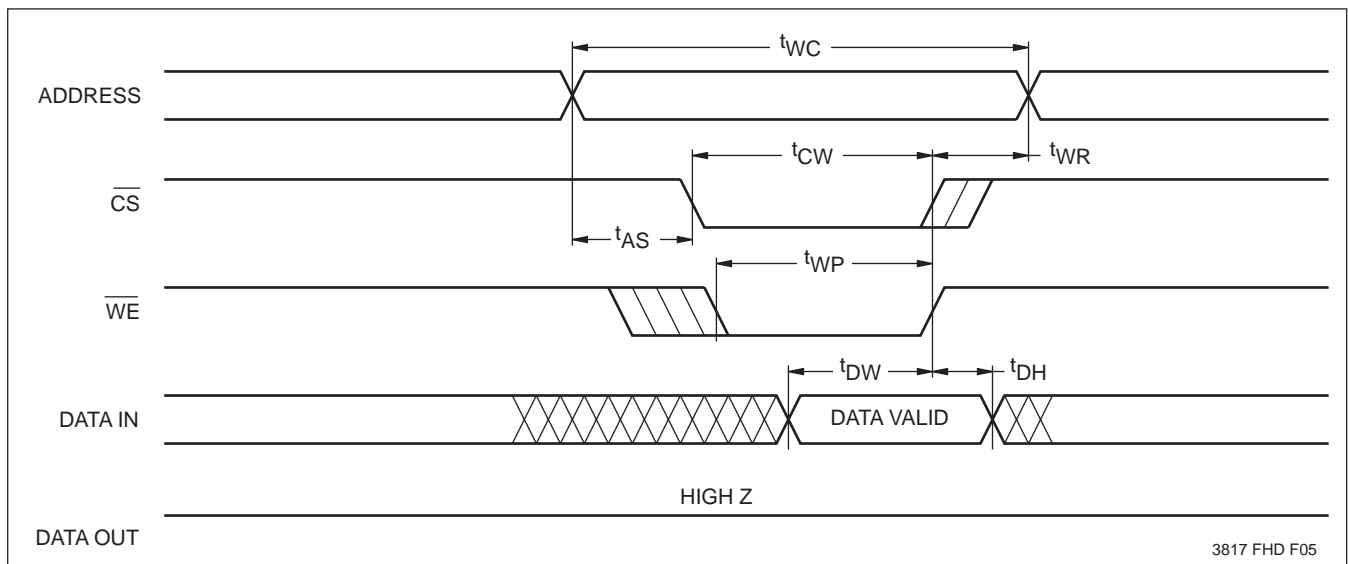 tWC
ADDRESS
tCW
tWR
CS
tAS
tWP
WE
tDW
tDH
DATA IN
DATA VALID
HIGH Z
DATA OUT
3817 FHD F05